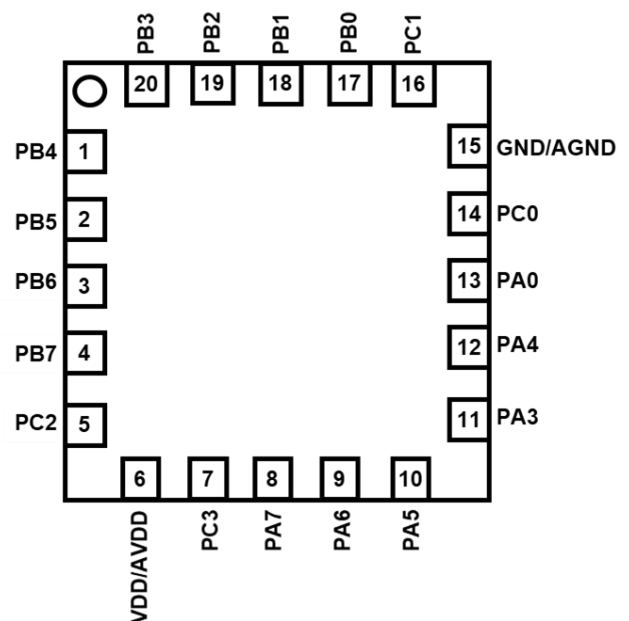 PB3 PB2 PB1 PB0 PC1
20 19 18 17 16
PB4 1 15 GND/AGND
PB5 2 14 PC0
PB6 3 13 PA0
PB7 4 12 PA4
PC2 5 11 PA3
6 7 8 9 10
VDD/AVDD PC3 PA7 PA6 PA5